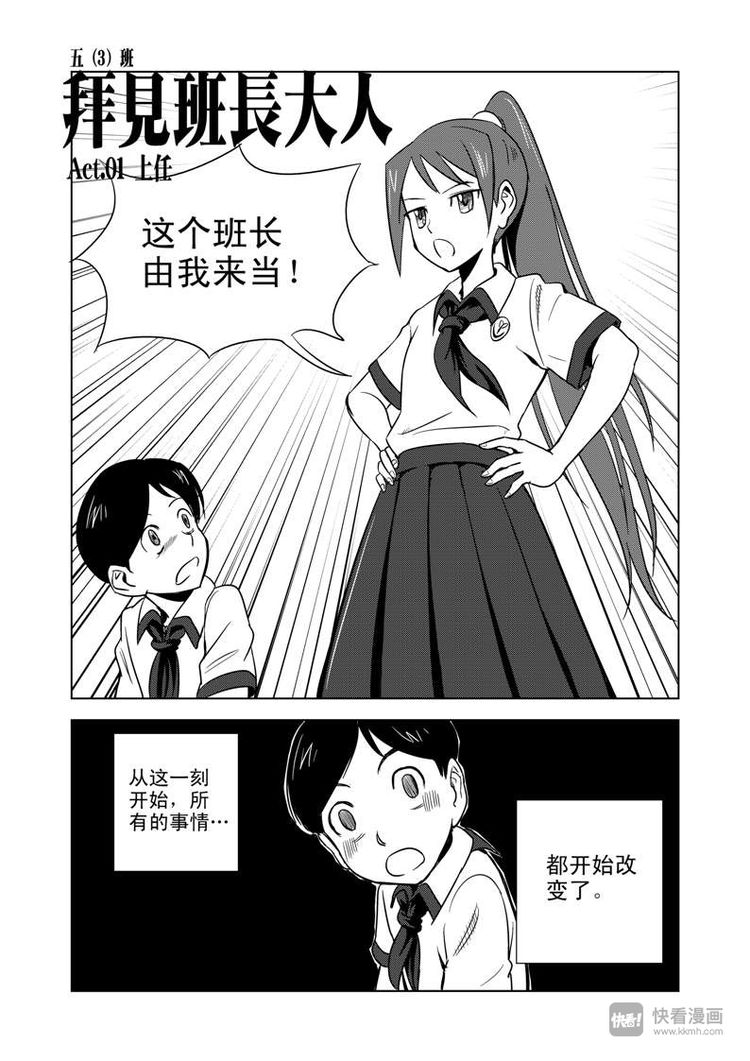 五（3）班
拜見班長大人
Act.01 上任
这个班长
由我来当！
从这一刻
开始，所
有的事情…
都开始改
变了。
快看！
快看漫画
www.kkmh.com